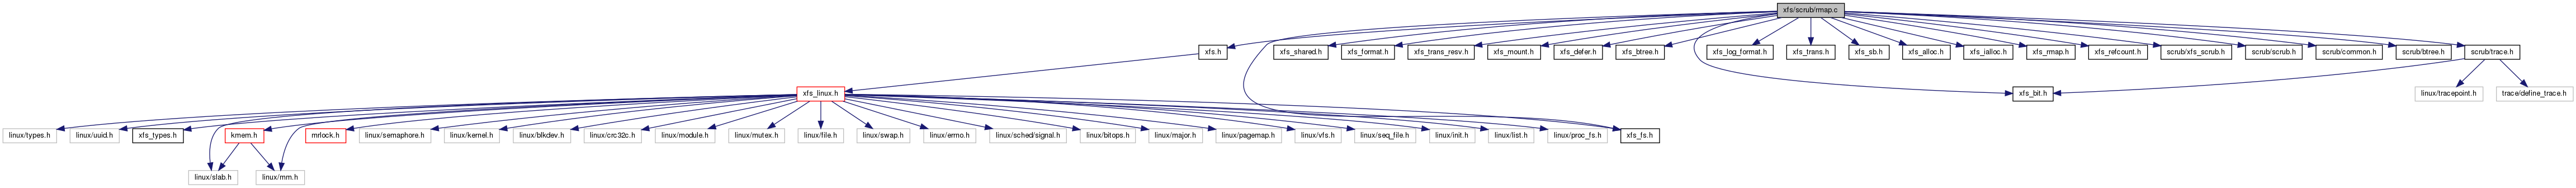 xfs/scrub/rmap.c
xfs.h
xfs_shared.h
xfs_format.h
xfs_trans_resv.h
xfs_mount.h
xfs_defer.h
xfs_btree.h
xfs_log_format.h
xfs_trans.h
xfs_sb.h
xfs_alloc.h
xfs_ialloc.h
xfs_rmap.h
xfs_refcount.h
scrub/xfs_scrub.h
scrub/scrub.h
scrub/common.h
scrub/btree.h
scrub/trace.h
xfs_linux.h
xfs_bit.h
linux/tracepoint.h
trace/define_trace.h
linux/types.h
linux/uuid.h
xfs_types.h
kmem.h
mrlock.h
linux/semaphore.h
linux/kernel.h
linux/blkdev.h
linux/crc32c.h
linux/module.h
linux/mutex.h
linux/file.h
linux/swap.h
linux/errno.h
linux/sched/signal.h
linux/bitops.h
linux/major.h
linux/pagemap.h
linux/vfs.h
linux/seq_file.h
linux/init.h
linux/list.h
linux/proc_fs.h
xfs_fs.h
linux/slab.h
linux/mm.h